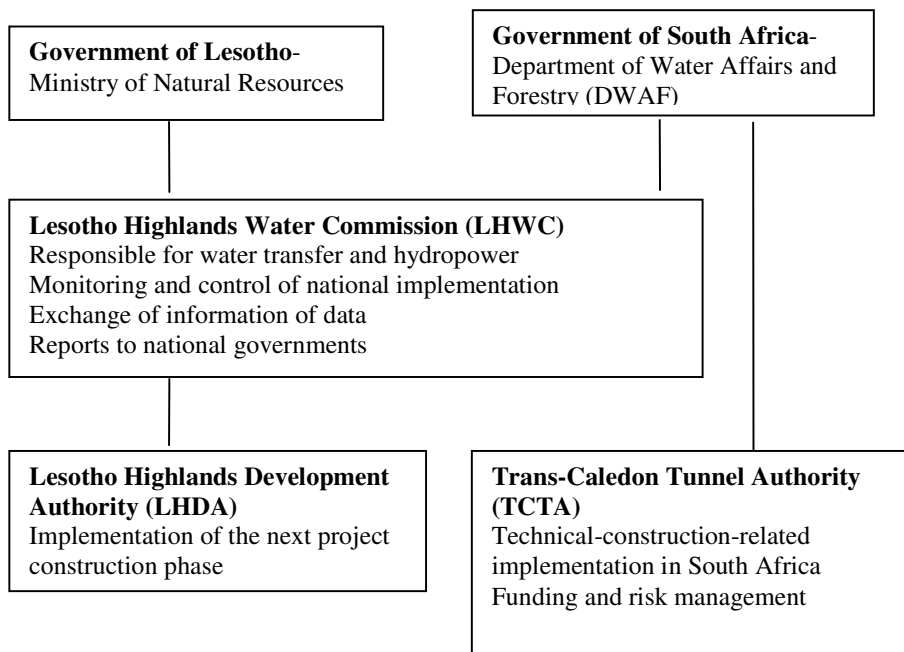 Government of Lesotho-
Ministry of Natural Resources
Government of South Africa-
Department of Water Affairs and
Forestry (DWAF)
Lesotho Highlands Water Commission (LHWC)
Responsible for water transfer and hydropower
Monitoring and control of national implementation
Exchange of information of data
Reports to national governments
Lesotho Highlands Development
Authority (LHDA)
Implementation of the next project
construction phase
Trans-Caledon Tunnel Authority
(TCTA)
Technical-construction-related
implementation in South Africa
Funding and risk management